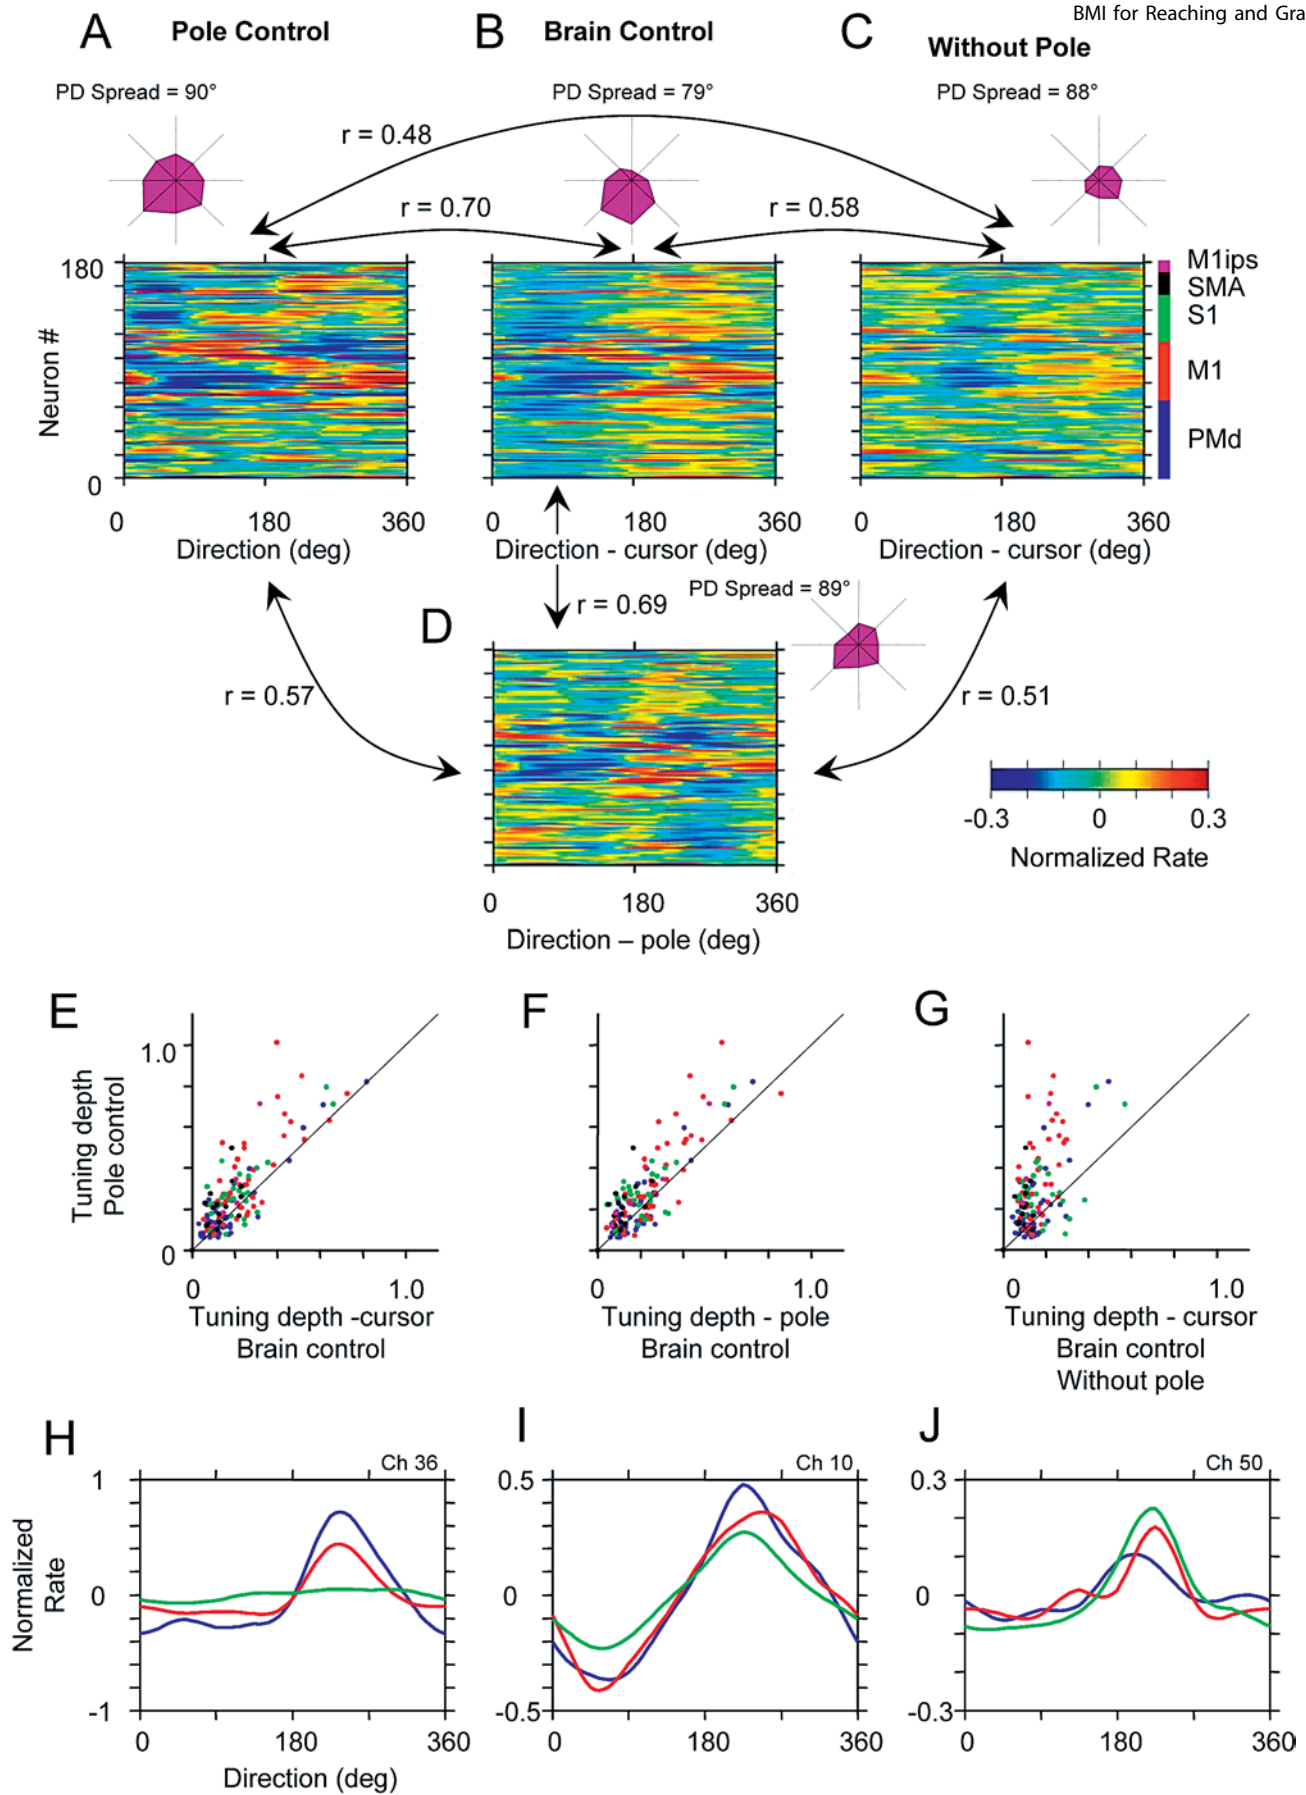 BMI for Reaching and Gra
A Pole Control
B Brain Control
C Without Pole
PD Spread = 90°
PD Spread = 79°
PD Spread = 88°
r = 0.48
r = 0.70
r = 0.58
180
Neuron #
0
M1ips
SMA
S1
M1
PMd
0 180 360
Direction (deg)
0 180 360
Direction - cursor (deg)
0 180 360
Direction - cursor (deg)
r = 0.69
PD Spread = 89°
D
r = 0.57
r = 0.51
0 180 360
Direction – pole (deg)
-0.3 0 0.3
Normalized Rate
E
F
G
Tuning depth
Pole control
1.0
0
0 1.0
Tuning depth -cursor
Brain control
0 1.0
Tuning depth - pole
Brain control
0 1.0
Tuning depth - cursor
Brain control
Without pole
H
Ch 36
I
Ch 10
J
Ch 50
Normalized
Rate
1
0
-1
0 180 360
Direction (deg)
0.5
0
-0.5
0 180 360
0.3
0
-0.3
0 180 360